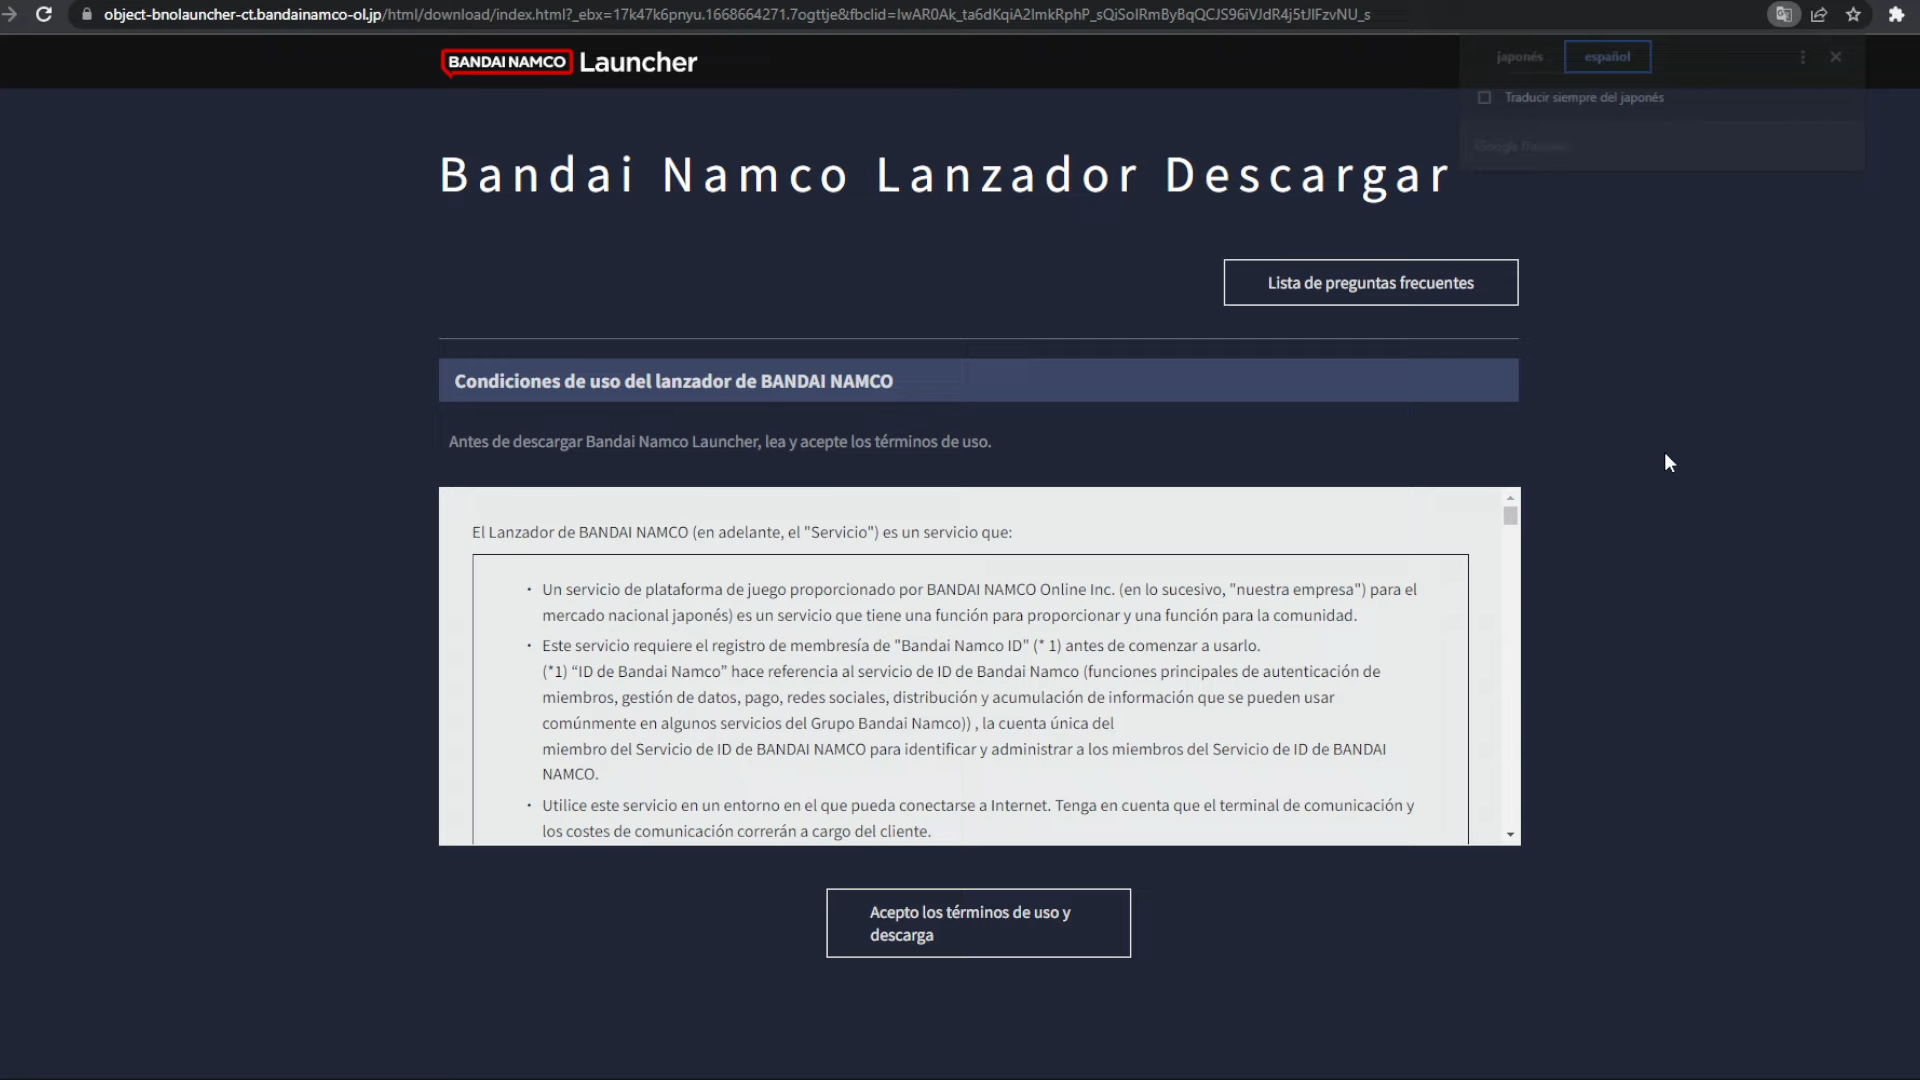 object-bnolauncher-ct.bandainamco-ol.jp/html/download/index.html?_ebx=17k47k6pnyu.1668664271.7ogttje&fbclid=IwAR0Ak_ta6dKqiA2ImkRphP_sQiSoIRmByBqQCJS96iVJdR4j5tJIFzvNU_s
BANDAI NAMCO Launcher
japonés español
Traducir siempre del japonés
Google
Bandai Namco Lanzador Descargar
Lista de preguntas frecuentes
Condiciones de uso del lanzador de BANDAI NAMCO
Antes de descargar Bandai Namco Launcher, lea y acepte los términos de uso.
El Lanzador de BANDAI NAMCO (en adelante, el "Servicio") es un servicio que:
• Un servicio de plataforma de juego proporcionado por BANDAI NAMCO Online Inc. (en lo sucesivo, "nuestra empresa") para el
mercado nacional japonés) es un servicio que tiene una función para proporcionar y una función para la comunidad.
• Este servicio requiere el registro de membresía de "Bandai Namco ID" (* 1) antes de comenzar a usarlo.
(*1) “ID de Bandai Namco” hace referencia al servicio de ID de Bandai Namco (funciones principales de autenticación de
miembros, gestión de datos, pago, redes sociales, distribución y acumulación de información que se pueden usar
comúnmente en algunos servicios del Grupo Bandai Namco)) , la cuenta única del
miembro del Servicio de ID de BANDAI NAMCO para identificar y administrar a los miembros del Servicio de ID de BANDAI
NAMCO.
• Utilice este servicio en un entorno en el que pueda conectarse a Internet. Tenga en cuenta que el terminal de comunicación y
los costes de comunicación correrán a cargo del cliente.
Acepto los términos de uso y
descarga